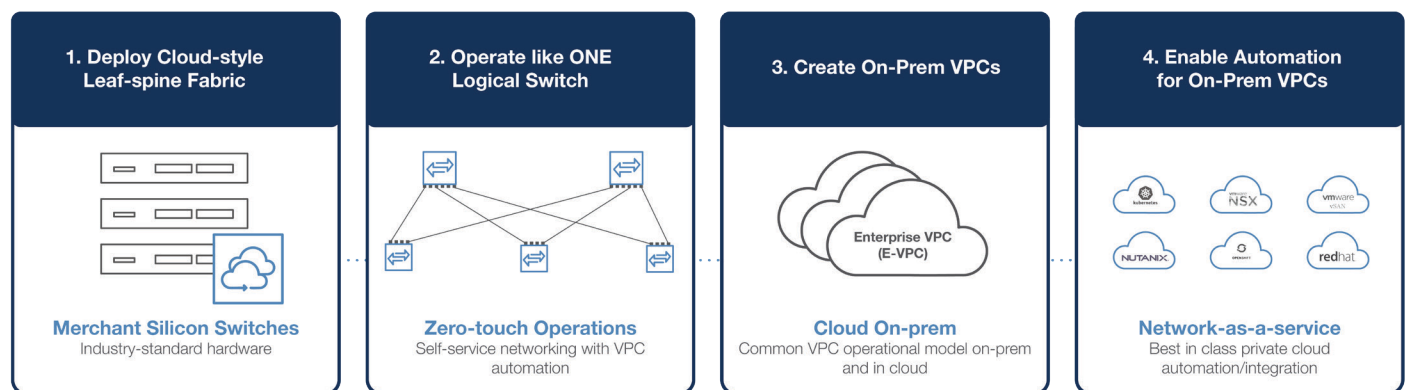 1. Deploy Cloud-style
Leaf-spine Fabric
Merchant Silicon Switches
Industry-standard hardware
2. Operate like ONE
Logical Switch
Zero-touch Operations
Self-service networking with VPC
automation
3. Create On-Prem VPCs
Enterprise VPC
(E-VPC)
Cloud On-prem
Common VPC operational model on-prem
and in cloud
4. Enable Automation
for On-Prem VPCs
kubernetes
vmware
NSX
vmware
vSAN
NUTANIX
OPENSHIFT
redhat
Network-as-a-service
Best in class private cloud
automation/integration